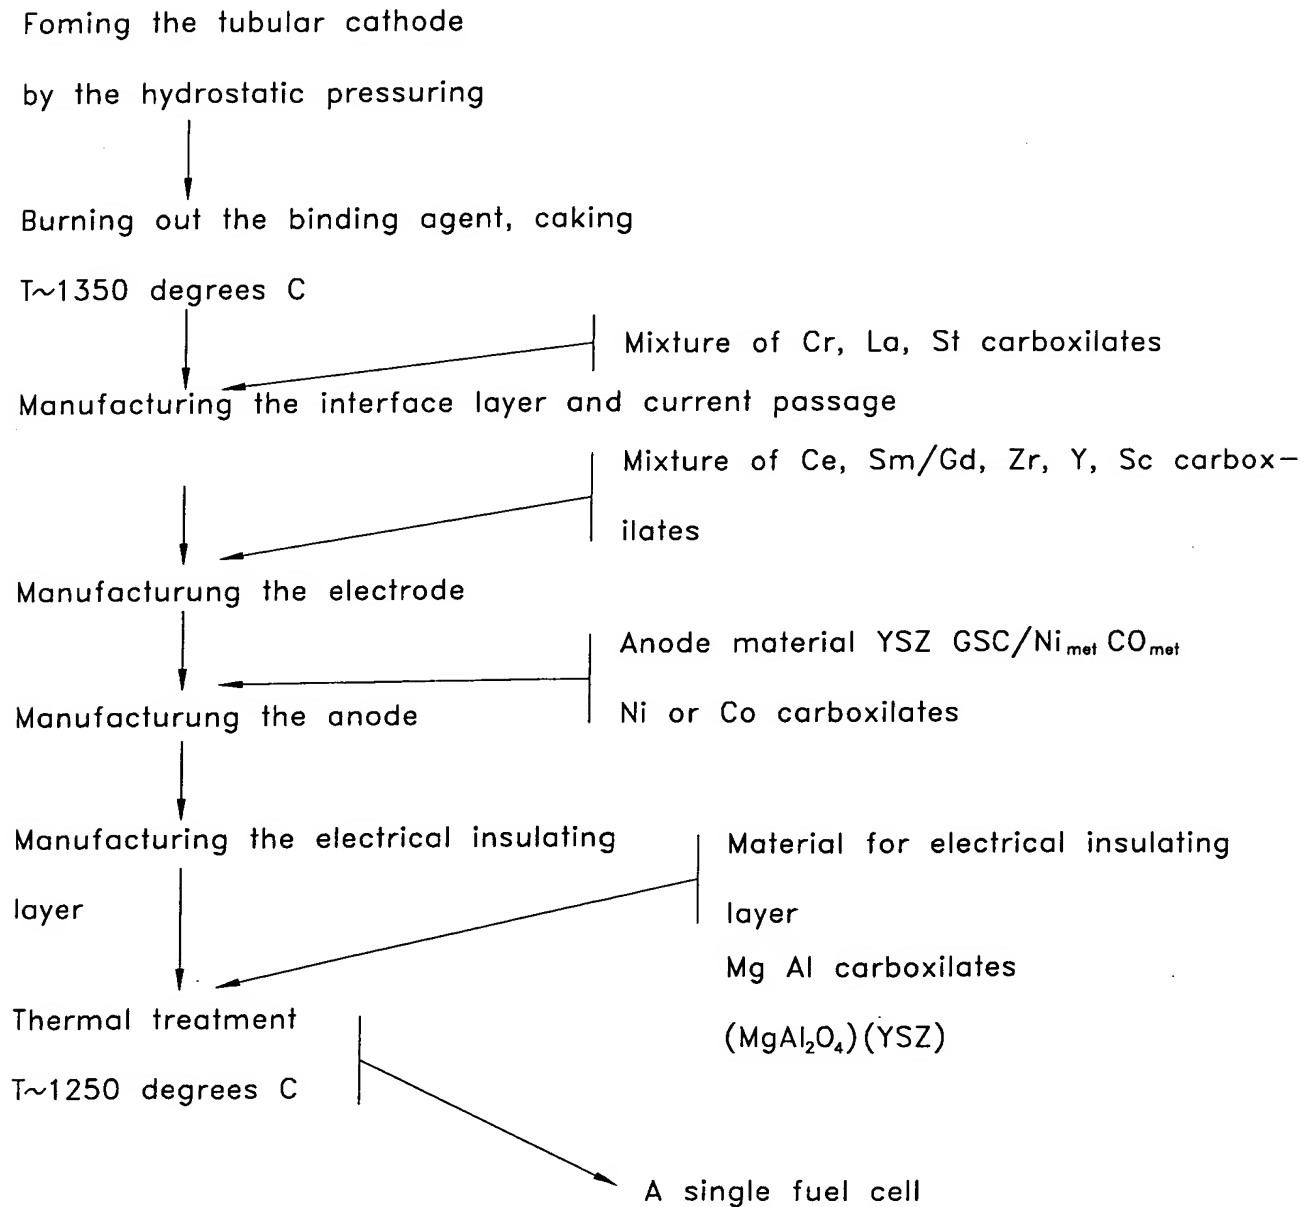 Foming the tubular cathode
by the hydrostatic pressuring
Burning out the binding agent, caking
T~1350 degrees C
Mixture of Cr, La, St carboxilates
Manufacturing the interface layer and current passage
Mixture of Ce, Sm/Gd, Zr, Y, Sc carbox-
ilates
Manufacturung the electrode
Anode material YSZ GSC/Ni_met CO_met
Ni or Co carboxilates
Manufacturung the anode
Manufacturing the electrical insulating
layer
Material for electrical insulating
layer
Mg Al carboxilates
(MgAl₂O₄)(YSZ)
Thermal treatment
T~1250 degrees C
A single fuel cell